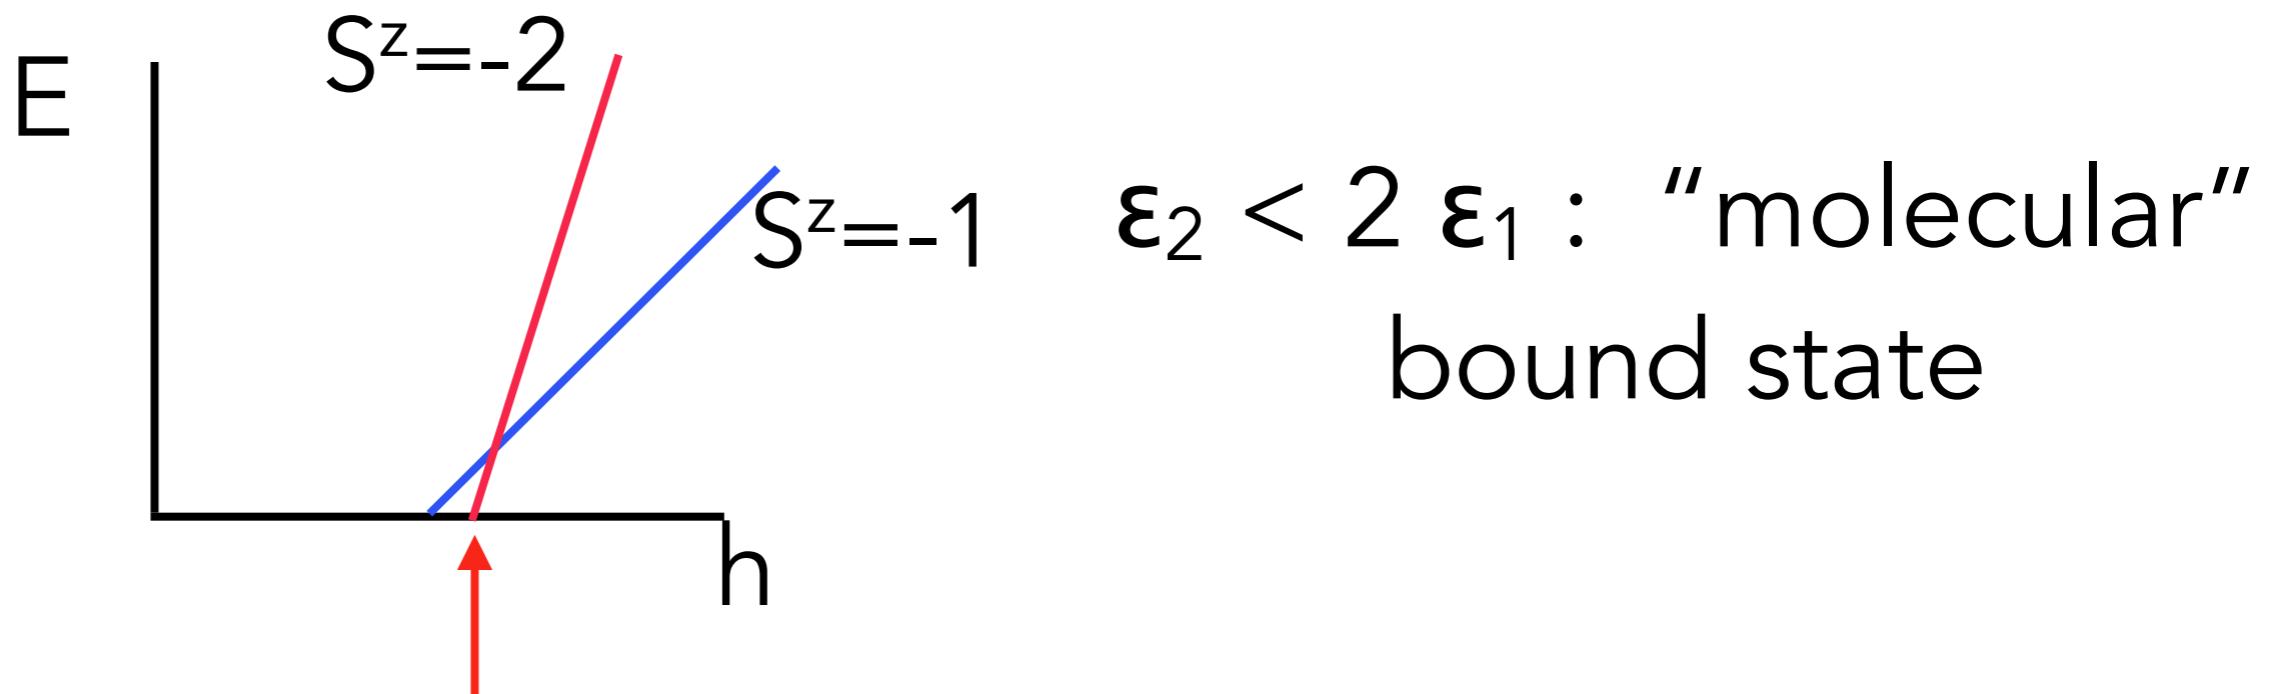 E
Sᶻ=-2
Sᶻ=-1
h
ε₂ < 2 ε₁ : “molecular”
bound state